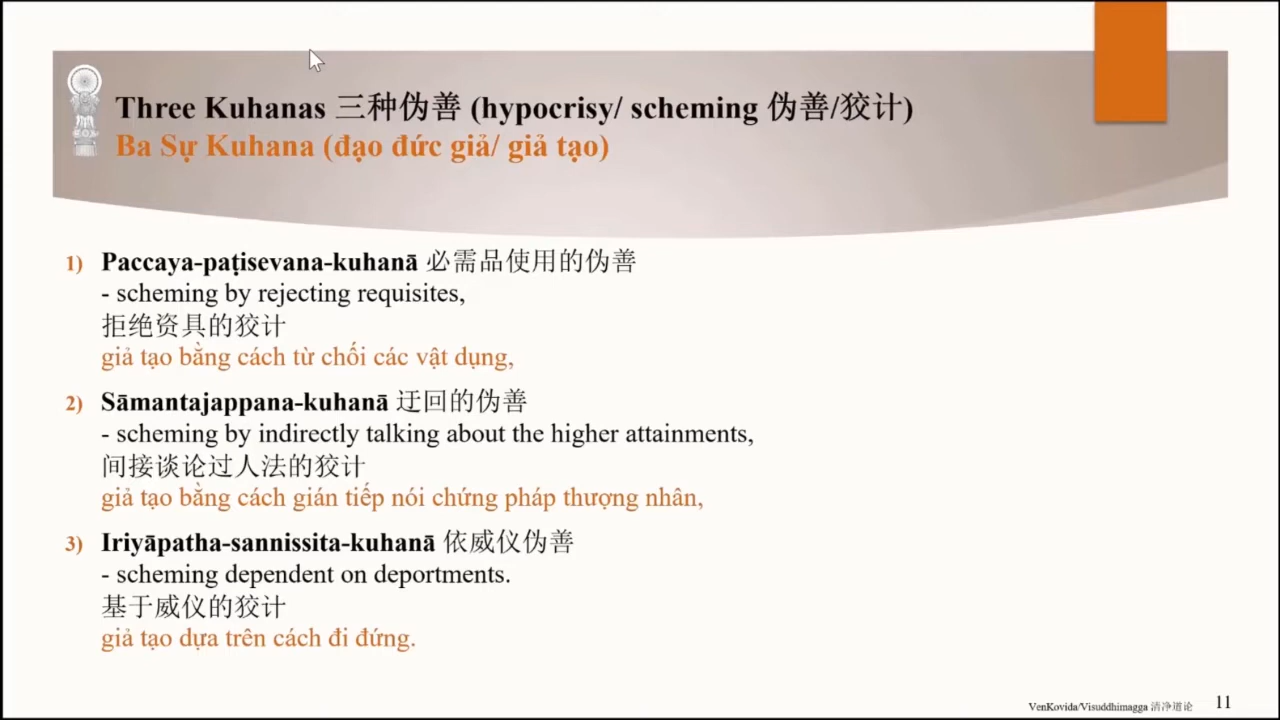 Three Kuhanas 三种伪善 (hypocrisy/ scheming 伪善/狡计)
Ba Sự Kuhana (đạo đức giả/ giả tạo)
1) Paccaya-paṭisevana-kuhanā 必需品使用的伪善
- scheming by rejecting requisites,
拒绝资具的狡计
giả tạo bằng cách từ chối các vật dụng,
2) Sāmantajappana-kuhanā 迂回的伪善
- scheming by indirectly talking about the higher attainments,
间接谈论过人法的狡计
giả tạo bằng cách gián tiếp nói chứng pháp thượng nhân,
3) Iriyāpatha-sannissita-kuhanā 依威仪伪善
- scheming dependent on deportments.
基于威仪的狡计
giả tạo dựa trên cách đi đứng.
VenKovida/Visuddhimagga 清净道论 11